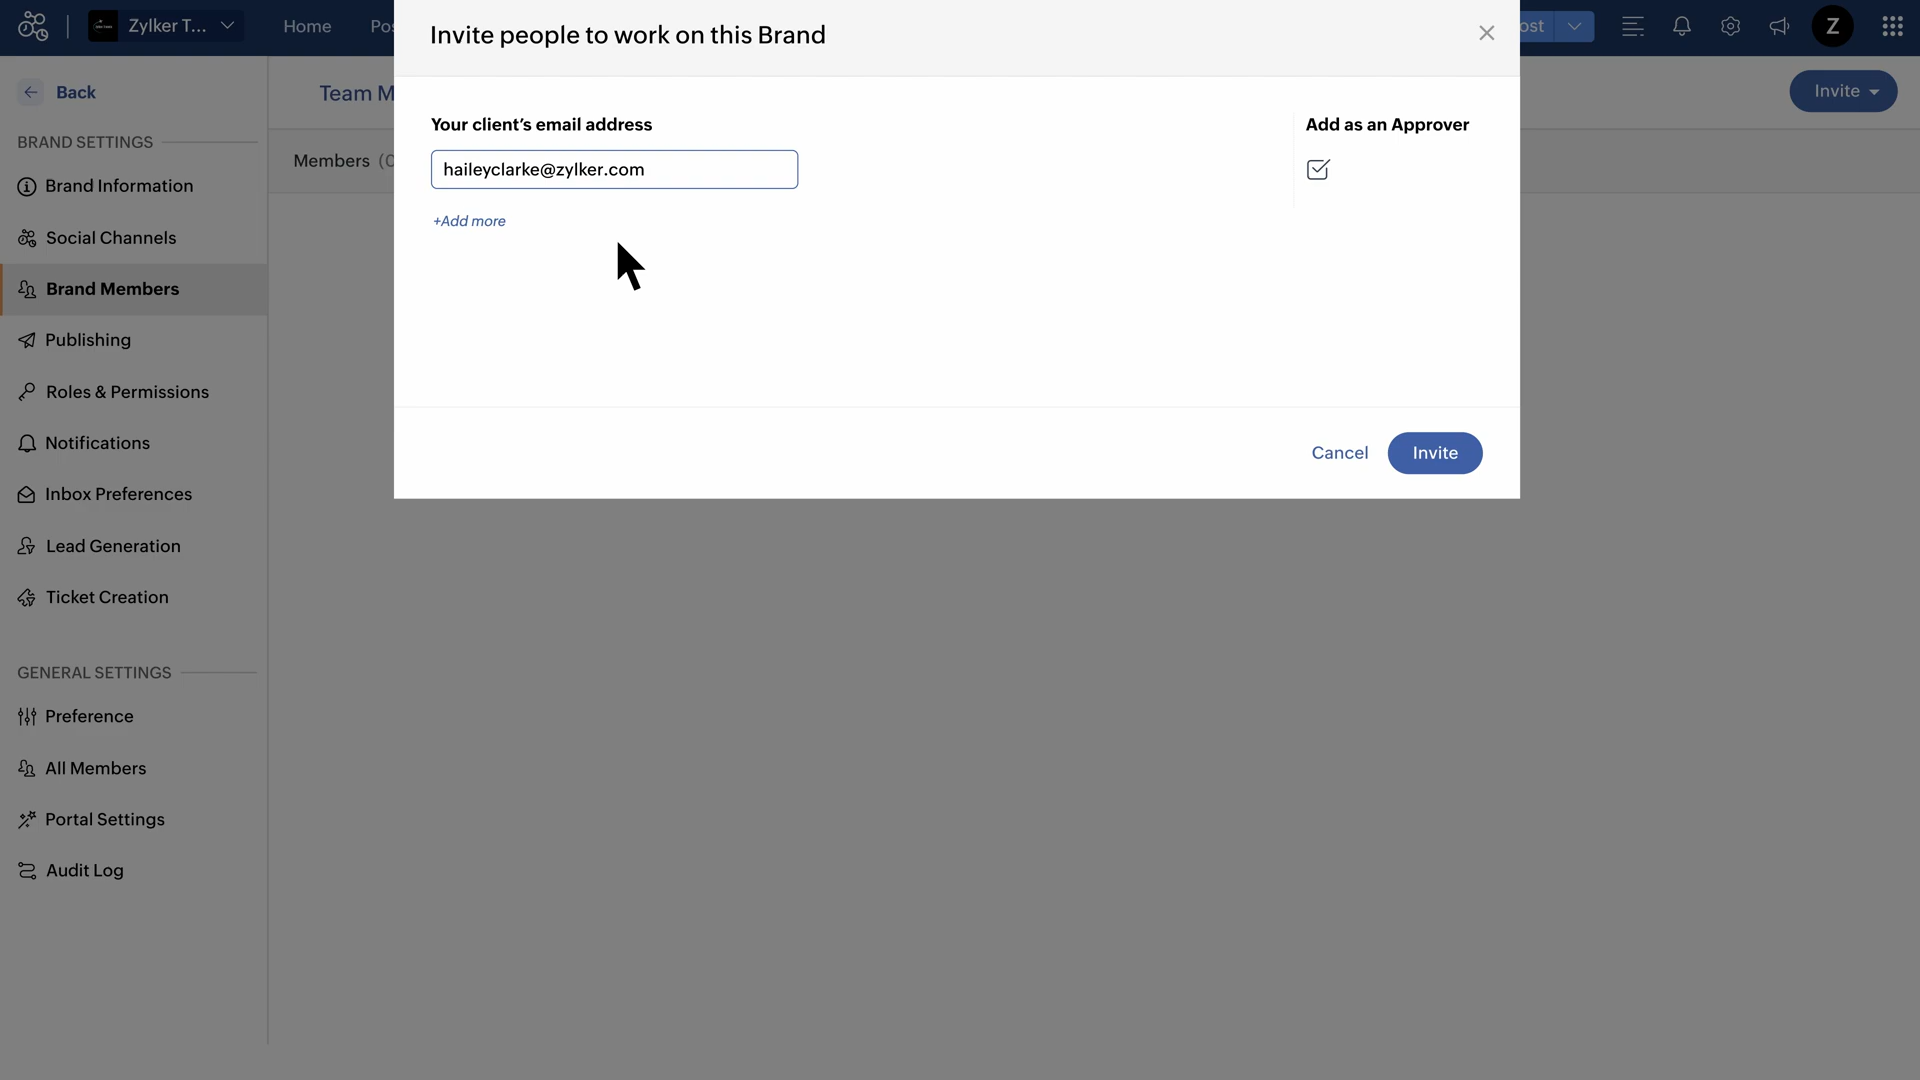 Zylker T...
Home
Pos
Invite people to work on this Brand
ost
Z
Back
Team M
Invite
BRAND SETTINGS
Members (0
Your client’s email address
Add as an Approver
haileyclarke@zylker.com
+Add more
Cancel
Invite
Brand Information
Social Channels
Brand Members
Publishing
Roles & Permissions
Notifications
Inbox Preferences
Lead Generation
Ticket Creation
GENERAL SETTINGS
Preference
All Members
Portal Settings
Audit Log